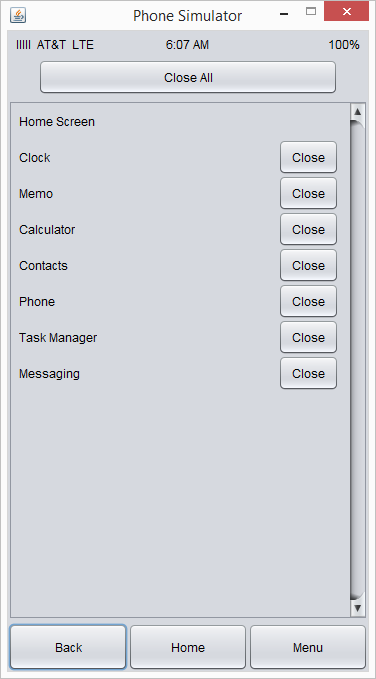 Phone Simulator
IIIII AT&T LTE 6:07 AM 100%
Close All
Home Screen
Clock Close
Memo Close
Calculator Close
Contacts Close
Phone Close
Task Manager Close
Messaging Close
Back Home Menu